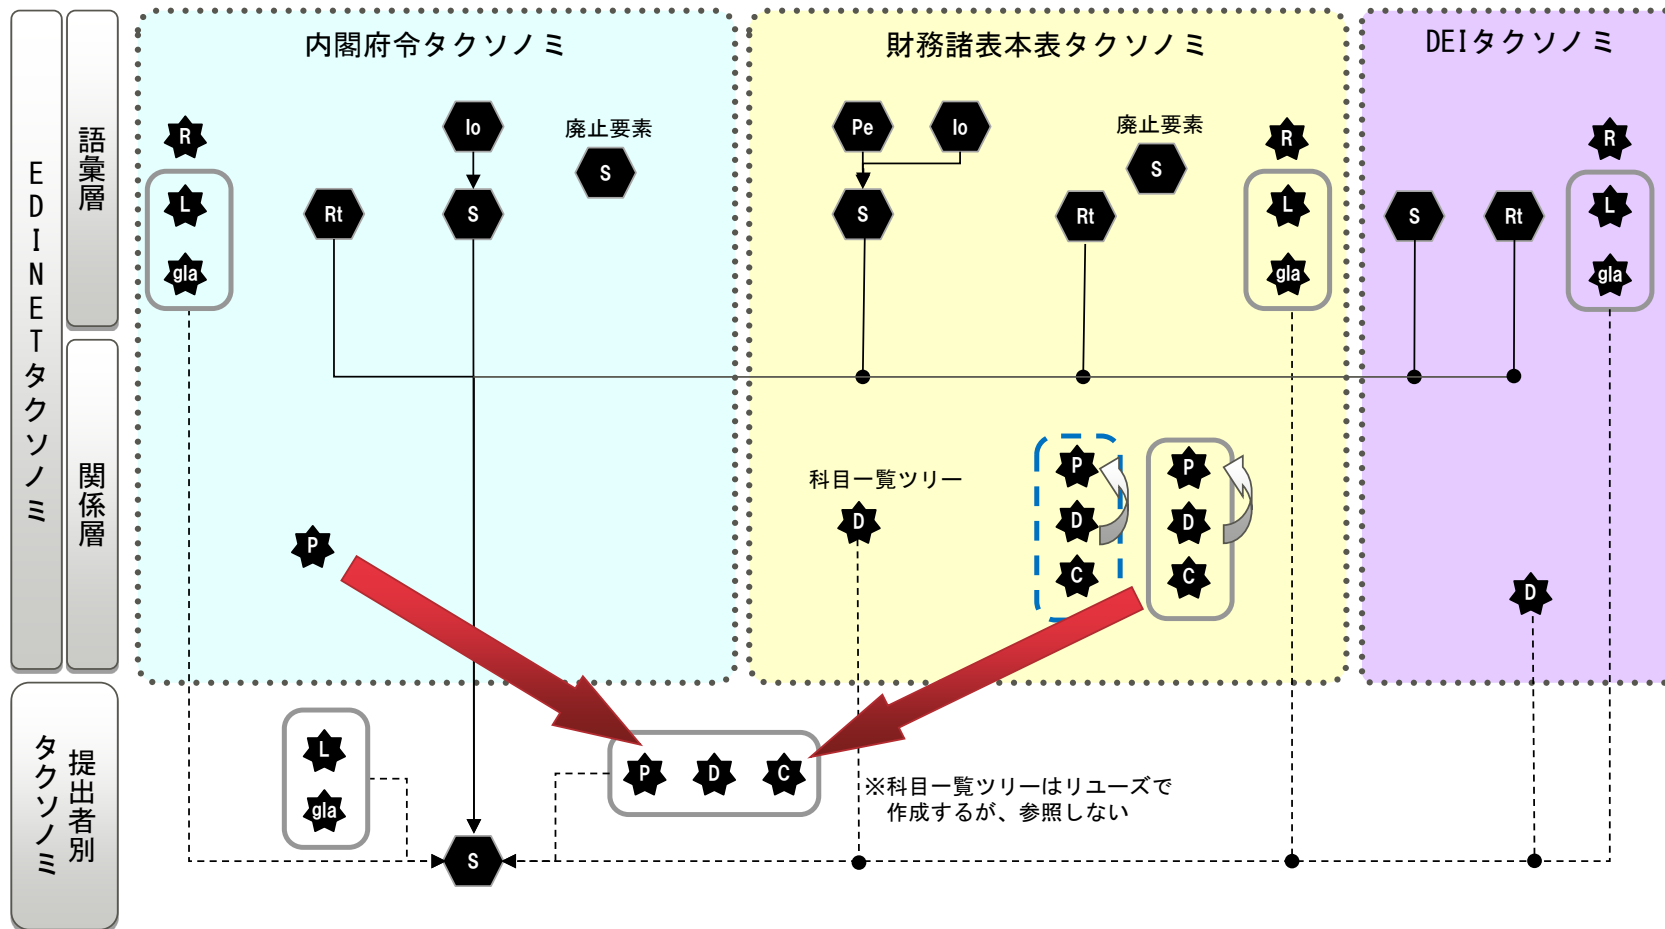 EDINETタクソノミ
語彙層
関係層
提出者別
タクソノミ
内閣府令タクソノミ
R
L
gla
Rt
Io
S
廃止要素
S
P
財務諸表本表タクソノミ
Pe
Io
S
廃止要素
S
Rt
R
L
gla
科目一覧ツリー
D
P
D
C
P
D
C
DEIタクソノミ
S
Rt
R
L
gla
D
L
gla
P D C
※科目一覧ツリーはリユーズで
作成するが、参照しない
S